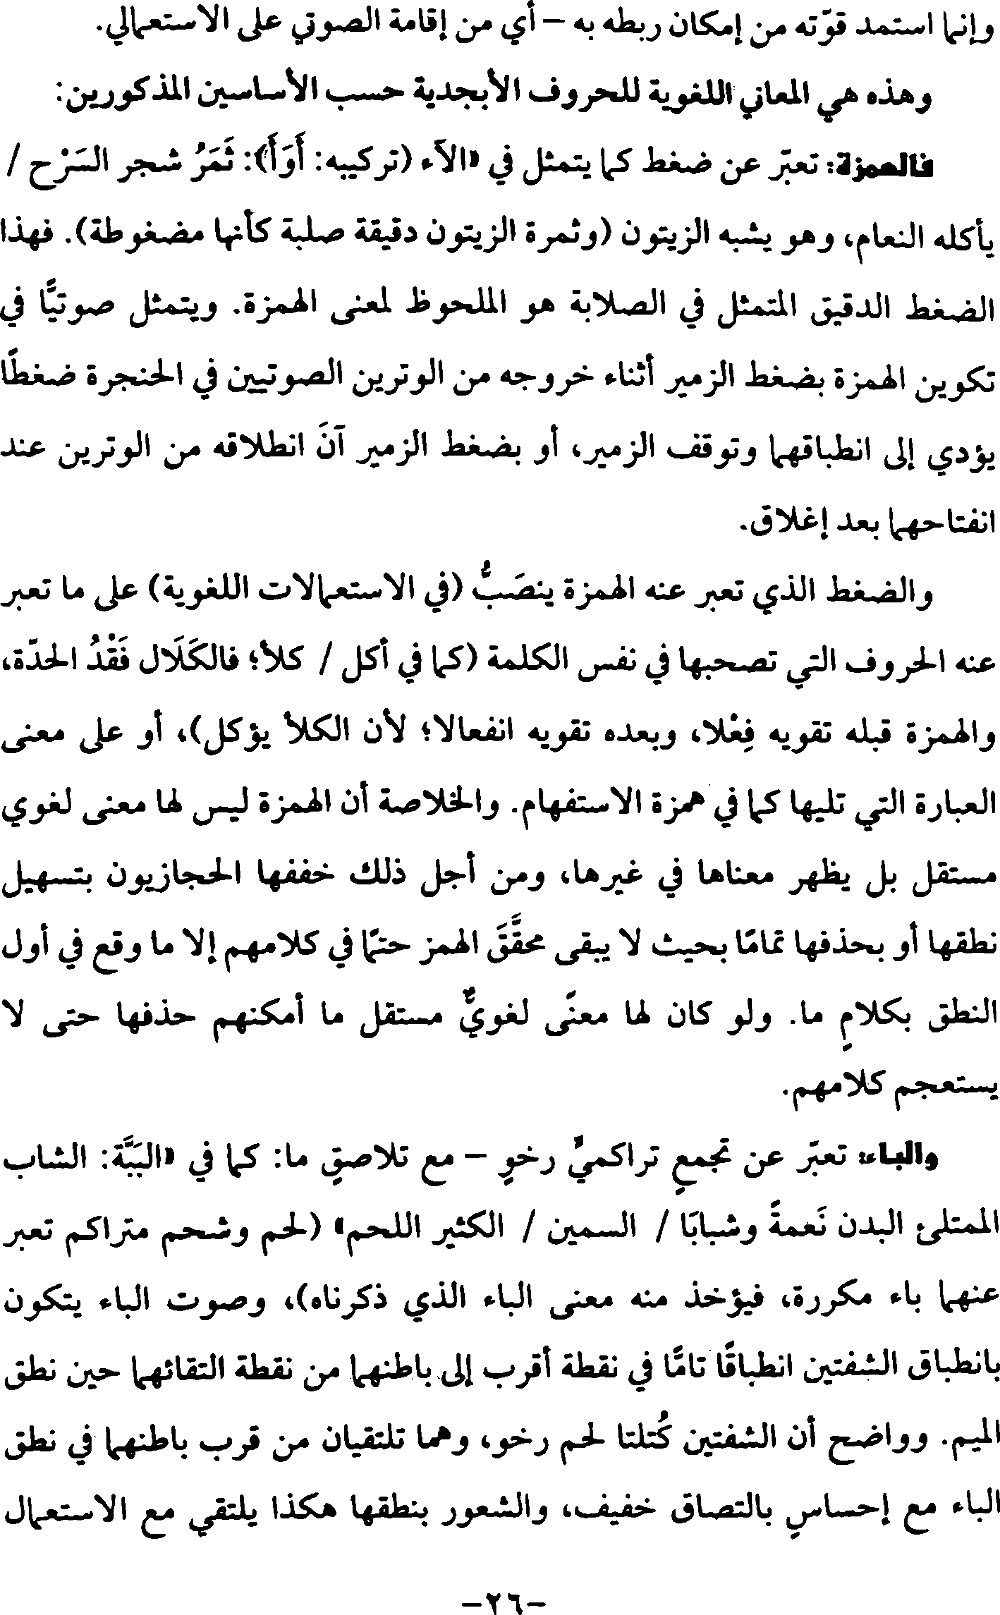 وإنما استمد قوّته من إمكان ربطه به – أي من إقامة الصوتي على الاستعمالي.
وهذه هي المعاني اللغوية للحروف الأبجدية حسب الأساسين المذكورين:
فالهمزة: تعبّر عن ضغط كما يتمثل في «الآء (تركيبه: أَوَأَ): ثَمَرُ شجر السَرْح /
يأكله النعام، وهو يشبه الزيتون (وثمرة الزيتون دقيقة صلبة كأنها مضغوطة). فهذا
الضغط الدقيق المتمثل في الصلابة هو الملحوظ لمعنى الهمزة. ويتمثل صوتيًّا في
تكوين الهمزة بضغط الزمير أثناء خروجه من الوترين الصوتيين في الحنجرة ضغطًا
يؤدي إلى انطباقهما وتوقف الزمير، أو بضغط الزمير آنَ انطلاقه من الوترين عند
انفتاحهما بعد إغلاق.
والضغط الذي تعبر عنه الهمزة ينصَبُّ (في الاستعمالات اللغوية) على ما تعبر
عنه الحروف التي تصحبها في نفس الكلمة (كما في أكل / كلأ؛ فالكَلَال فَقْدُ الحدّة،
والهمزة قبله تقويه فِعْلا، وبعده تقويه انفعالا؛ لأن الكلأ يؤكل)، أو على معنى
العبارة التي تليها كما في همزة الاستفهام. والخلاصة أن الهمزة ليس لها معنى لغوي
مستقل بل يظهر معناها في غيرها، ومن أجل ذلك خففها الحجازيون بتسهيل
نطقها أو بحذفها تمامًا بحيث لا يبقى محقَّقَ الهمز حتمًا في كلامهم إلا ما وقع في أول
النطق بكلامٍ ما. ولو كان لها معنًى لغويٌّ مستقل ما أمكنهم حذفها حتى لا
يستعجم كلامهم.
والباء: تعبّر عن تجمعٍ تراكميٍّ رخوٍ – مع تلاصقٍ ما: كما في «البَبَّة: الشاب
الممتلئ البدن نَعمةً وشبابًا / السمين / الكثير اللحم» (لحم وشحم متراكم تعبر
عنهما باء مكررة، فيؤخذ منه معنى الباء الذي ذكرناه)، وصوت الباء يتكون
بانطباق الشفتين انطباقًا تامًّا في نقطة أقرب إلى باطنهما من نقطة التقائهما حين نطق
الميم. وواضح أن الشفتين كُتلتا لحم رخو، وهما تلتقيان من قرب باطنهما في نطق
الباء مع إحساسٍ بالتصاق خفيف، والشعور بنطقها هكذا يلتقي مع الاستعمال
-٢٦-